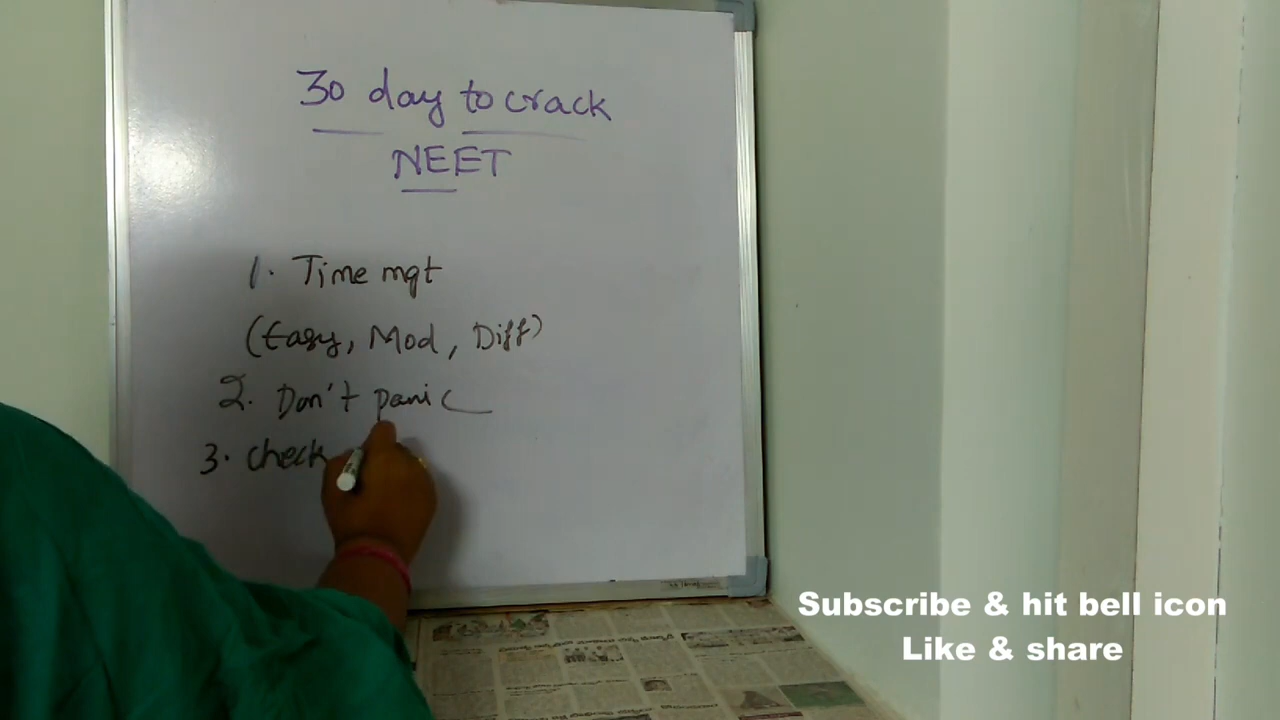 30 day to crack
NEET
1. Time mgt
(Easy, Mod, Diff)
2. Don't panic
3. check
Subscribe & hit bell icon
Like & share